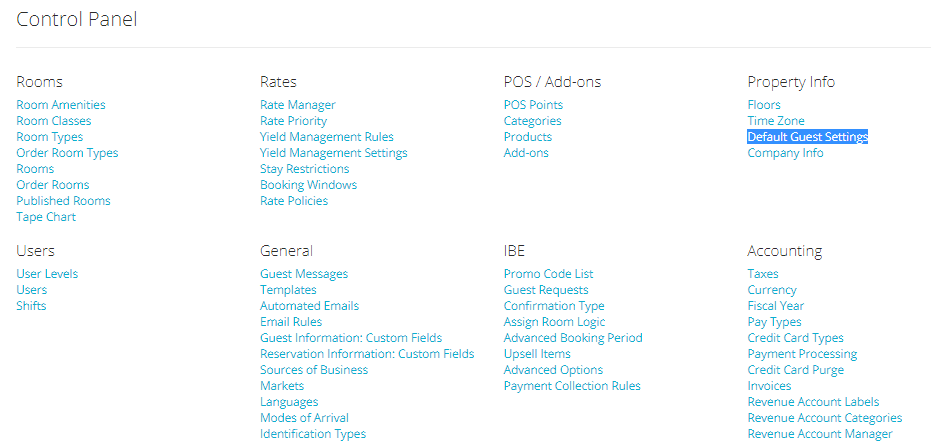 Control Panel
Rooms
Room Amenities
Room Classes
Room Types
Order Room Types
Rooms
Order Rooms
Published Rooms
Tape Chart
Rates
Rate Manager
Rate Priority
Yield Management Rules
Yield Management Settings
Stay Restrictions
Booking Windows
Rate Policies
POS / Add-ons
POS Points
Categories
Products
Add-ons
Property Info
Floors
Time Zone
Default Guest Settings
Company Info
Users
User Levels
Users
Shifts
General
Guest Messages
Templates
Automated Emails
Email Rules
Guest Information: Custom Fields
Reservation Information: Custom Fields
Sources of Business
Markets
Languages
Modes of Arrival
Identification Types
IBE
Promo Code List
Guest Requests
Confirmation Type
Assign Room Logic
Advanced Booking Period
Upsell Items
Advanced Options
Payment Collection Rules
Accounting
Taxes
Currency
Fiscal Year
Pay Types
Credit Card Types
Payment Processing
Credit Card Purge
Invoices
Revenue Account Labels
Revenue Account Categories
Revenue Account Manager